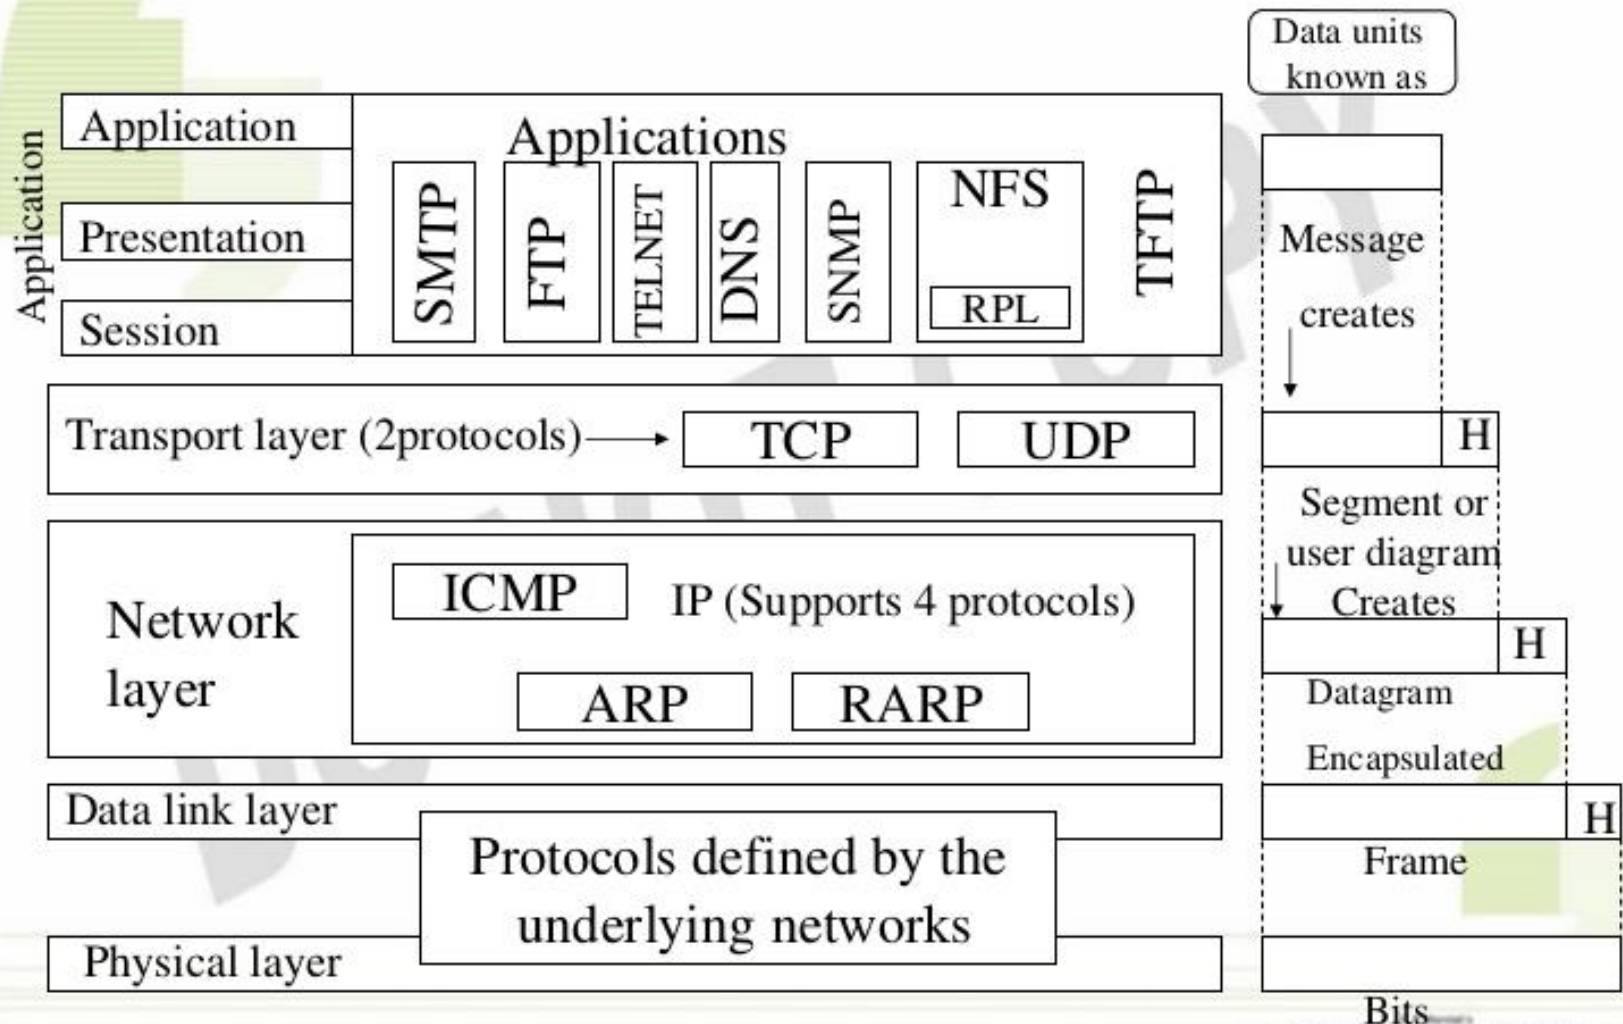 Data units
known as
Application
Application
Presentation
Session
Applications
SMTP
FTP
TELNET
DNS
SNMP
NFS
RPL
TFTP
Message
creates
Transport layer (2protocols)
TCP
UDP
H
Segment or
user diagram
Creates
Network
layer
ICMP
IP (Supports 4 protocols)
ARP
RARP
H
Datagram
Encapsulated
Data link layer
H
Protocols defined by the
underlying networks
Frame
Physical layer
Bits